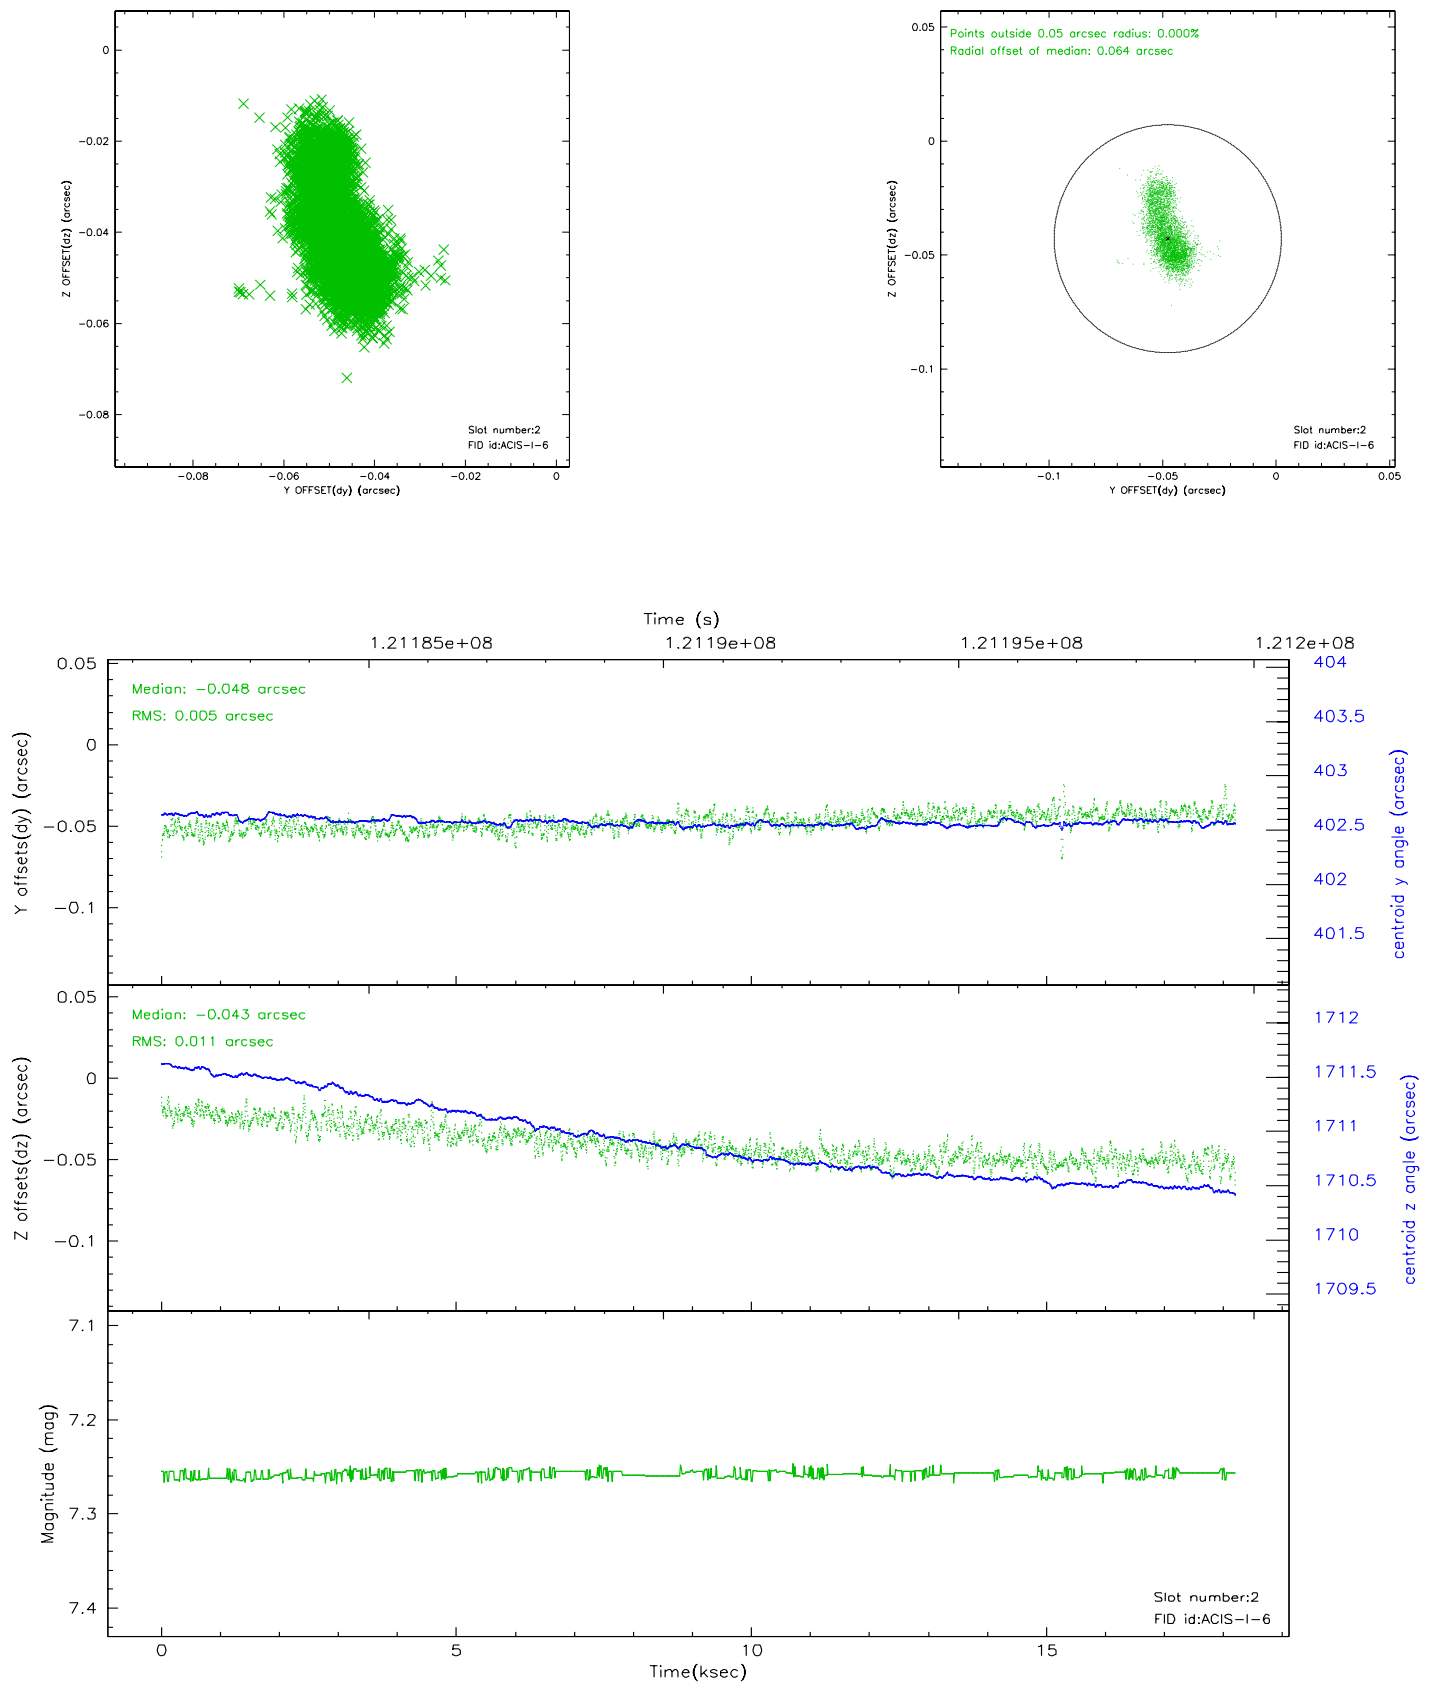 0
-0.02
-0.04
-0.06
-0.08
Z OFFSET(dz) (arcsec)
Slot number:2
FID id:ACIS-I-6
-0.08 -0.06 -0.04 -0.02 0
Y OFFSET(dy) (arcsec)
0.05
0
-0.05
-0.1
Z OFFSET(dz) (arcsec)
Points outside 0.05 arcsec radius: 0.000%
Radial offset of median: 0.064 arcsec
Slot number:2
FID id:ACIS-I-6
-0.1 -0.05 0 0.05
Y OFFSET(dy) (arcsec)
Time (s)
1.21185e+08 1.2119e+08 1.21195e+08 1.212e+08
0.05
0
-0.05
-0.1
Y offsets(dy) (arcsec)
Median: -0.048 arcsec
RMS: 0.005 arcsec
404
403.5
403
402.5
402
401.5
centroid y angle (arcsec)
0.05
0
-0.05
-0.1
Z offsets(dz) (arcsec)
Median: -0.043 arcsec
RMS: 0.011 arcsec
1712
1711.5
1711
1710.5
1710
1709.5
centroid z angle (arcsec)
7.1
7.2
7.3
7.4
Magnitude (mag)
Slot number:2
FID id:ACIS-I-6
0 5 10 15
Time(ksec)